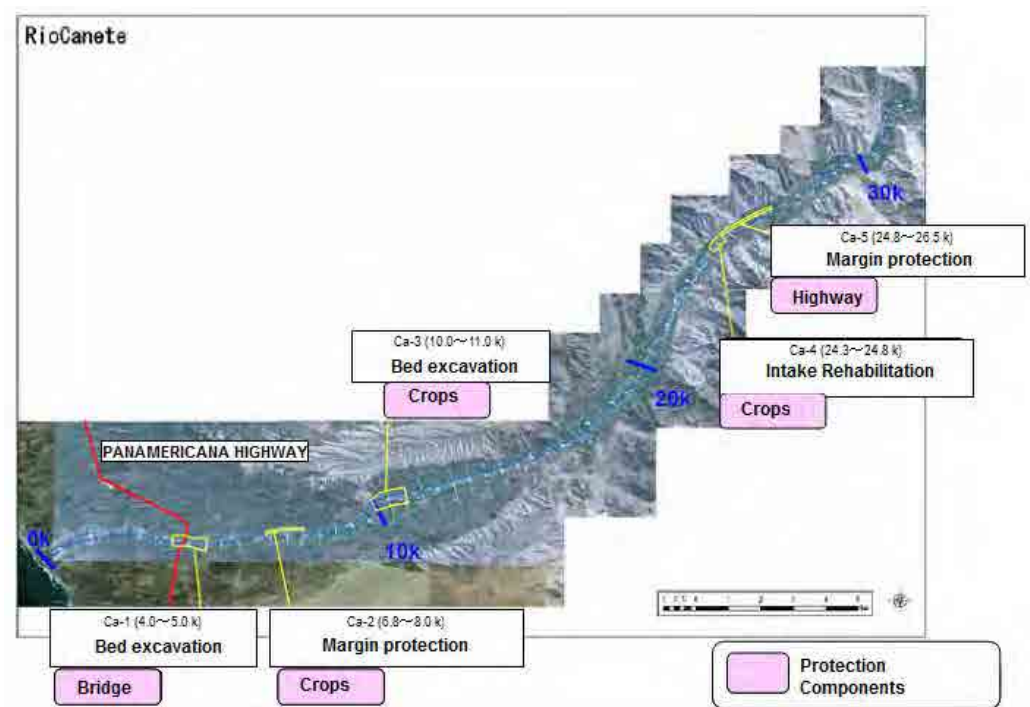 RioCanete
30k
Ca-5 (24.8～26.5 k)
Margin protection
Highway
Ca-3 (10.0～11.0 k)
Bed excavation
Crops
Ca-4 (24.3～24.8 k)
Intake Rehabilitation
Crops
20k
PANAMERICANA HIGHWAY
0k
10k
Ca-1 (4.0～5.0 k)
Bed excavation
Bridge
Ca-2 (6.8～8.0 k)
Margin protection
Crops
Protection
Components